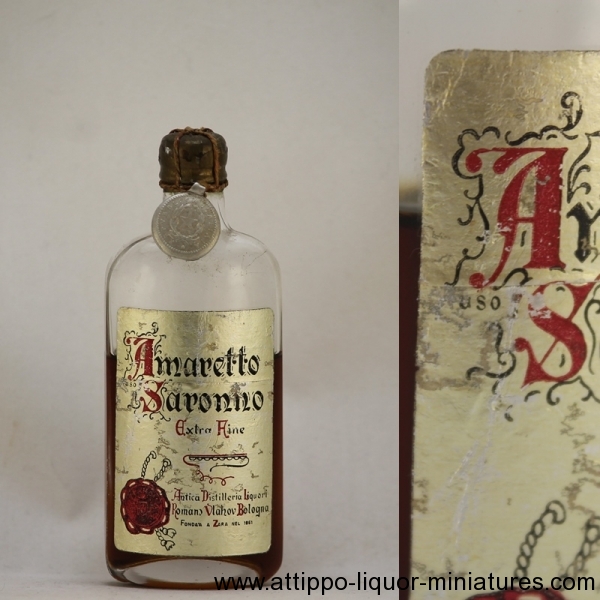 Amaretto
uso
Saronno
Extra Fine
Antica Distilleria Liquori
Romano Vlahov Bologna
FONDATA A ZARA NEL 1861
A
uso
S
www.attippo-liquor-miniatures.com